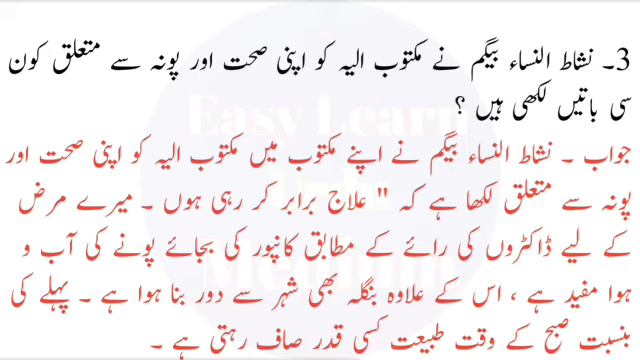 3۔ نشاط النساء بیگم نے مکتوب الیہ کو اپنی صحت اور پونہ سے متعلق کون
سی باتیں لکھی ہیں ؟
جواب ۔ نشاط النساء بیگم نے اپنے مکتوب میں مکتوب الیہ کو اپنی صحت اور
پونہ سے متعلق لکھا ہے کہ " علاج برابر کر رہی ہوں ۔ میرے مرض
کے لیے ڈاکٹروں کی رائے کے مطابق کانپور کی بجائے پونے کی آب و
ہوا مفید ہے ، اس کے علاوہ بنگلہ بھی شہر سے دور بنا ہوا ہے ۔ پہلے کی
بنسبت صبح کے وقت طبیعت کسی قدر صاف رہتی ہے ۔
Easy Learn
Urdu
Medium